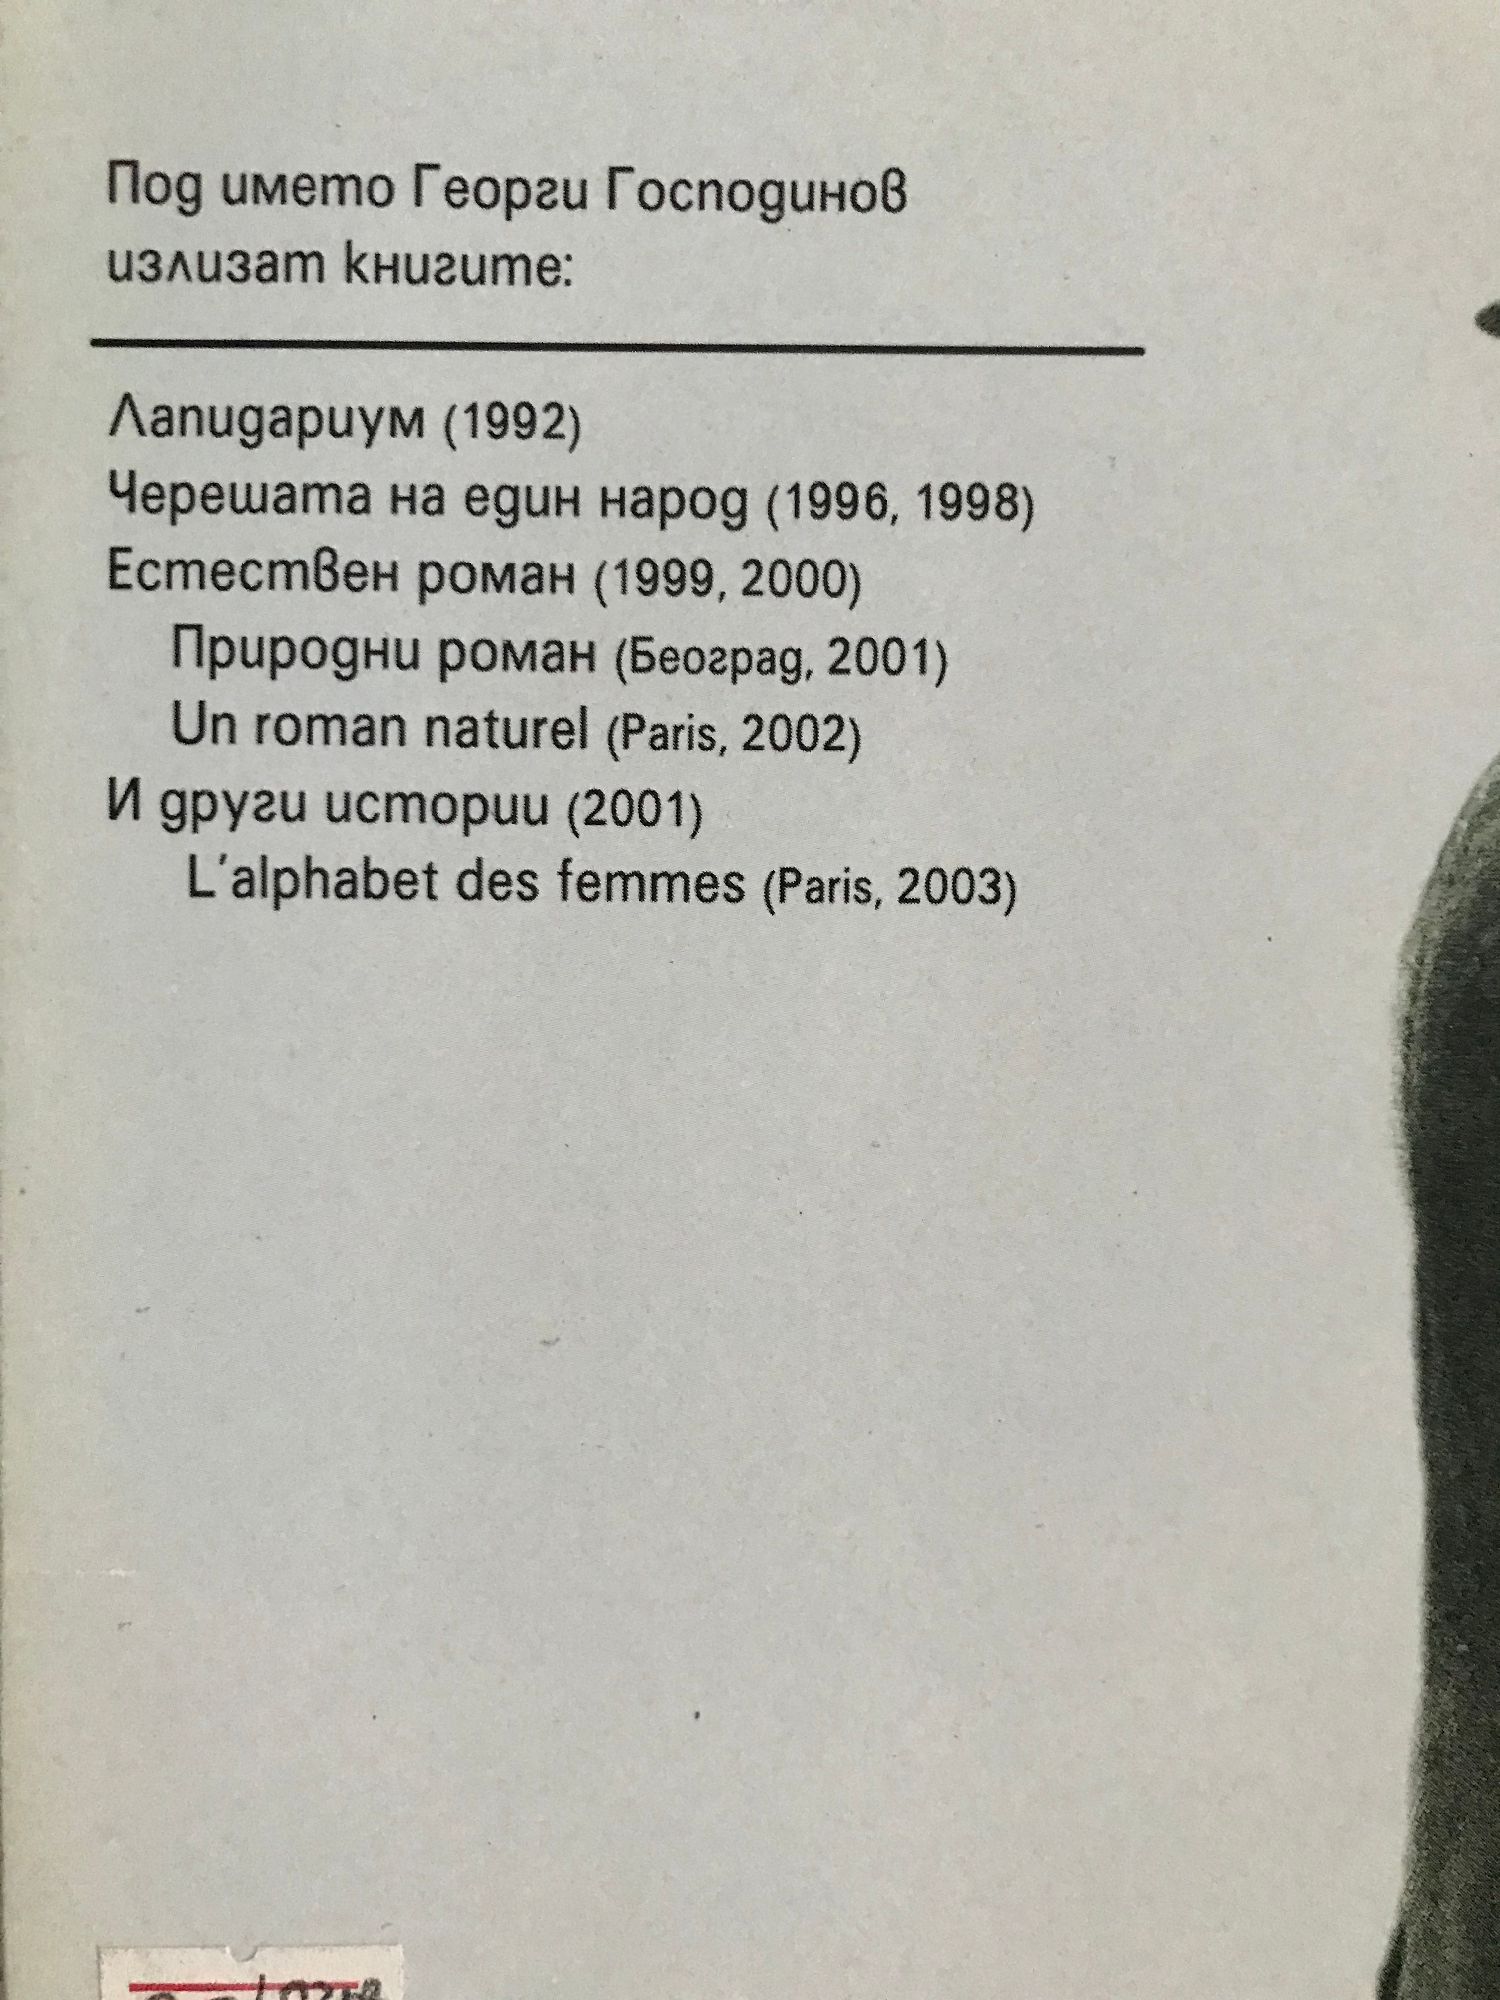 Под името Георги Господинов
излизат книгите:
Лапидариум (1992)
Черешата на един народ (1996, 1998)
Естествен роман (1999, 2000)
Природни роман (Београд, 2001)
Un roman naturel (Paris, 2002)
И други истории (2001)
L'alphabet des femmes (Paris, 2003)